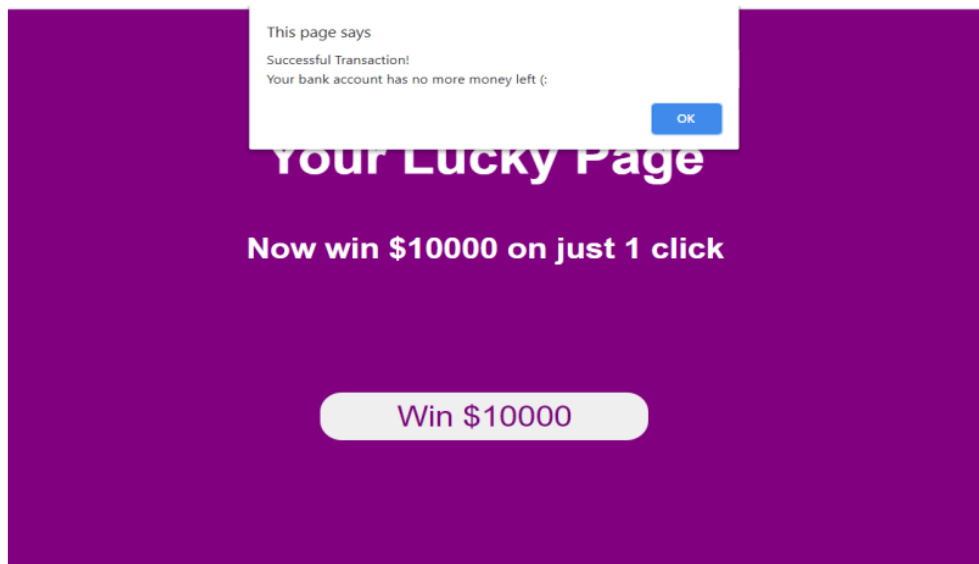 This page says
Successful Transaction!
Your bank account has no more money left (:
OK
Your Lucky Page
Now win $10000 on just 1 click
Win $10000